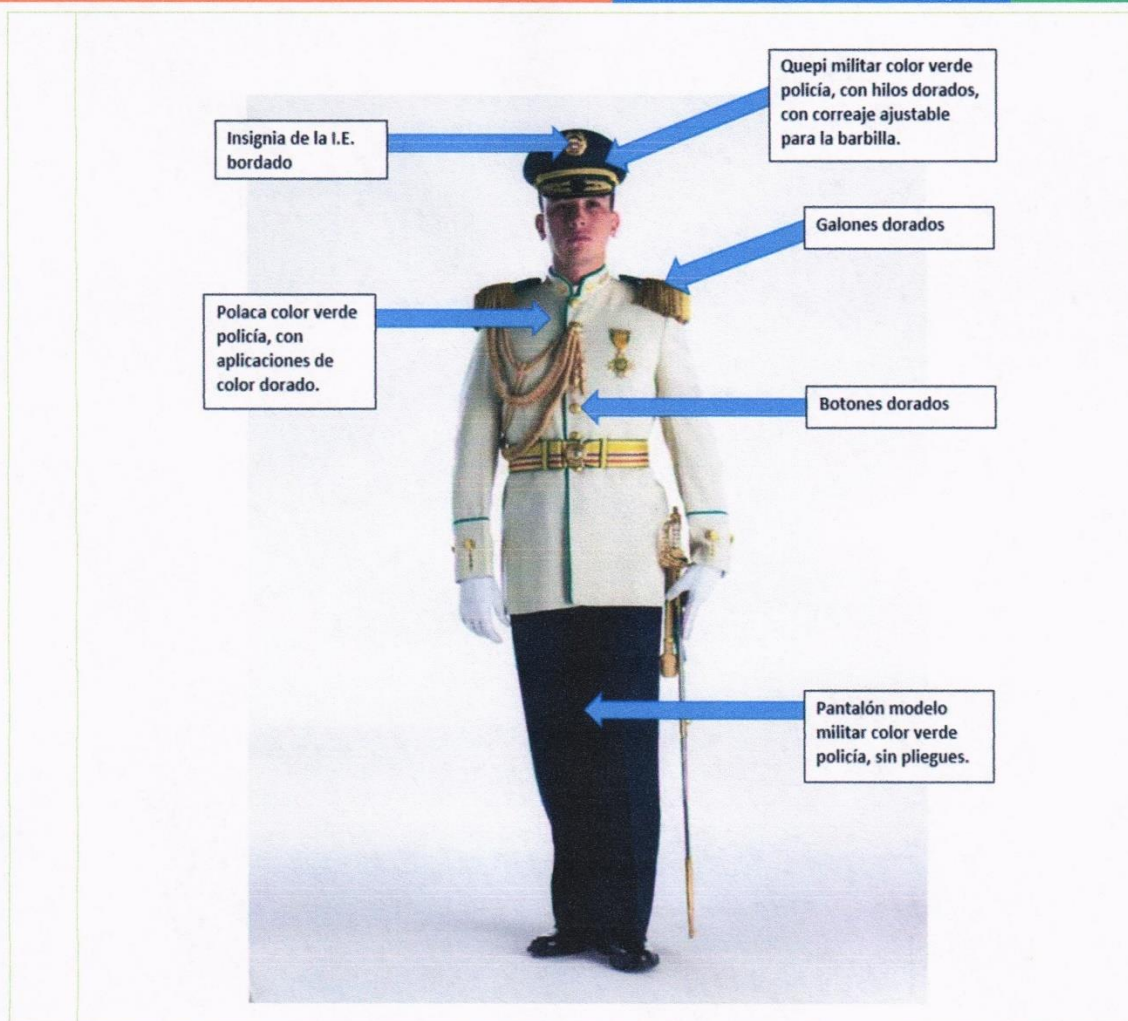 Quepi militar color verde
policía, con hilos dorados,
con correaje ajustable
para la barbilla.
Insignia de la I.E.
bordado
Galones dorados
Polaca color verde
policía, con
aplicaciones de
color dorado.
Botones dorados
Pantalón modelo
militar color verde
policía, sin pliegues.